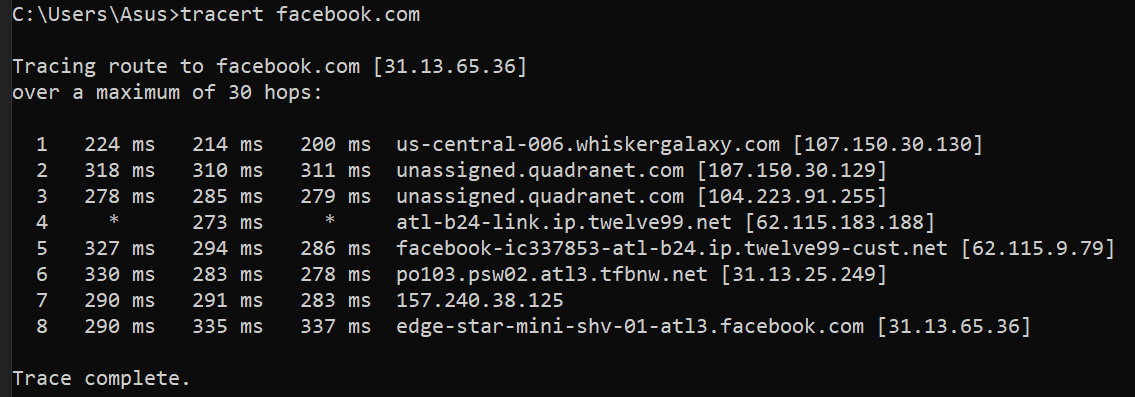 C:\Users\Asus>tracert facebook.com
Tracing route to facebook.com [31.13.65.36]
over a maximum of 30 hops:
1 224 ms 214 ms 200 ms us-central-006.whiskergalaxy.com [107.150.30.130]
2 318 ms 310 ms 311 ms unassigned.quadranet.com [107.150.30.129]
3 278 ms 285 ms 279 ms unassigned.quadranet.com [104.223.91.255]
4 * 273 ms * atl-b24-link.ip.twelve99.net [62.115.183.188]
5 327 ms 294 ms 286 ms facebook-ic337853-atl-b24.ip.twelve99-cust.net [62.115.9.79]
6 330 ms 283 ms 278 ms po103.psw02.atl3.tfbnw.net [31.13.25.249]
7 290 ms 291 ms 283 ms 157.240.38.125
8 290 ms 335 ms 337 ms edge-star-mini-shv-01-atl3.facebook.com [31.13.65.36]
Trace complete.